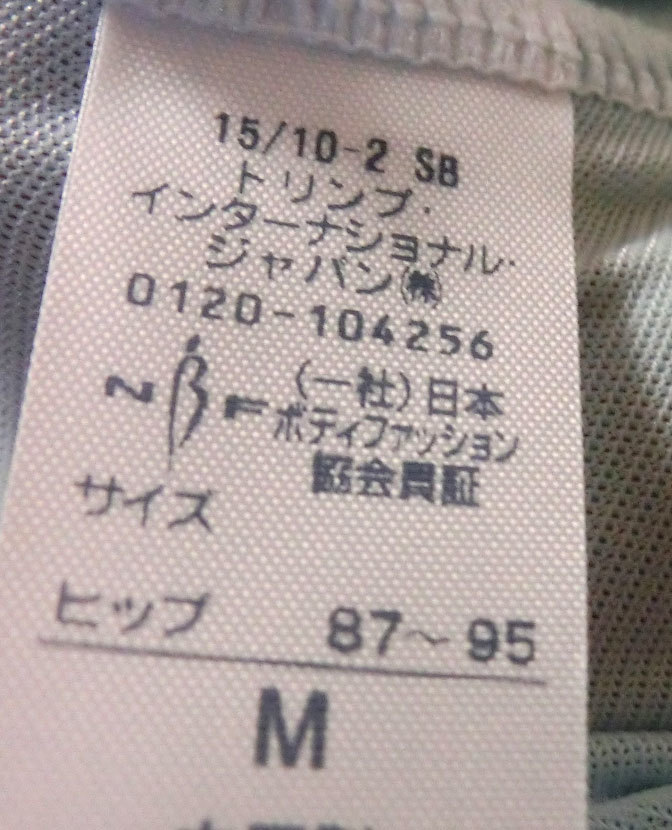 15/10-2 SB
トリンプ・
インターナショナル・
ジャパン㈱
0120-104256
NBF
(一社)日本
ボディファッション
協会員証
サイズ
ヒップ 87～95
M